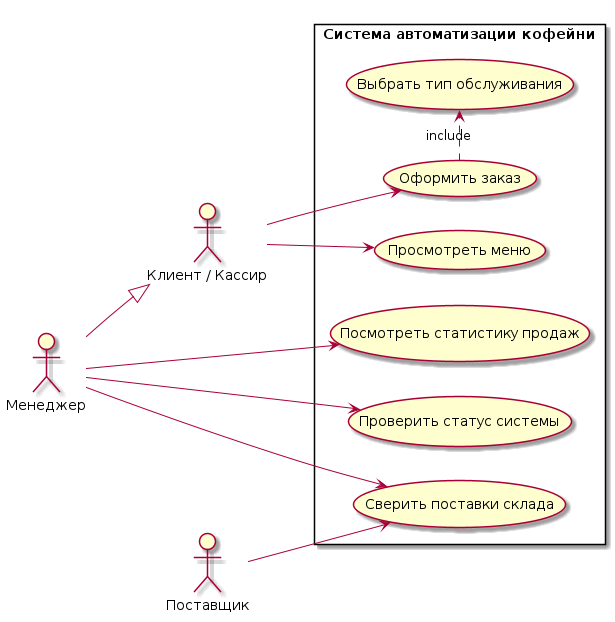 Система автоматизации кофейни
Выбрать тип обслуживания
include
Оформить заказ
Просмотреть меню
Клиент / Кассир
Посмотреть статистику продаж
Менеджер
Проверить статус системы
Сверить поставки склада
Поставщик